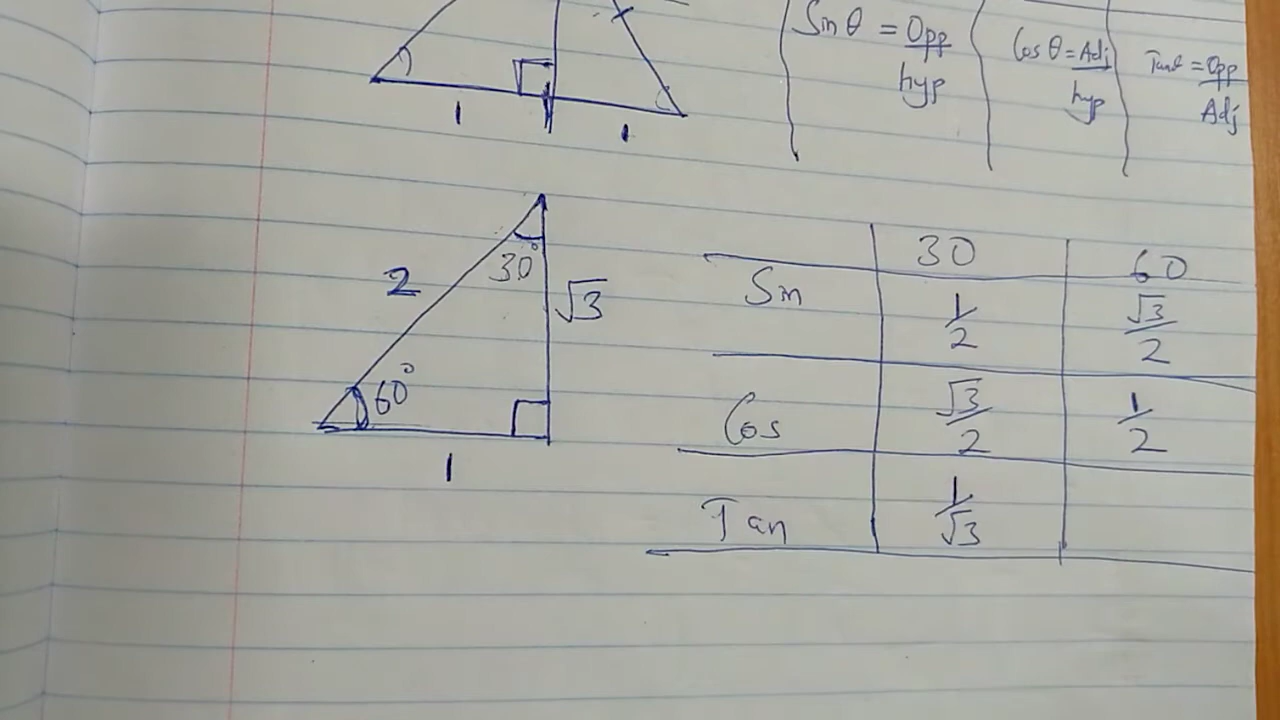 Sin θ = Opp/hyp
Cos θ = Adj/hyp
Tan θ = Opp/Adj
1
1
30°
2
√3
60°
1
30 60
Sin 1/2 √3/2
Cos √3/2 1/2
Tan 1/√3